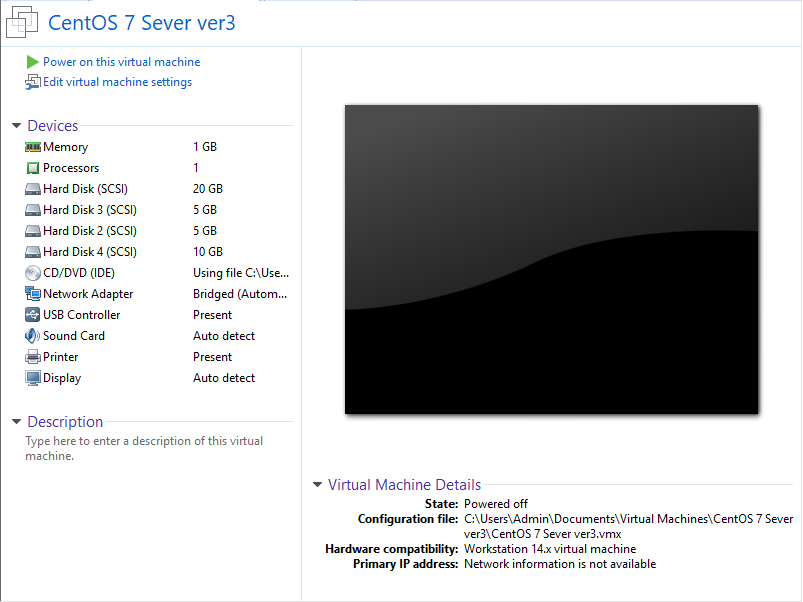 CentOS 7 Sever ver3
Power on this virtual machine
Edit virtual machine settings
Devices
Memory 1 GB
Processors 1
Hard Disk (SCSI) 20 GB
Hard Disk 3 (SCSI) 5 GB
Hard Disk 2 (SCSI) 5 GB
Hard Disk 4 (SCSI) 10 GB
CD/DVD (IDE) Using file C:\Use...
Network Adapter Bridged (Autom...
USB Controller Present
Sound Card Auto detect
Printer Present
Display Auto detect
Description
Type here to enter a description of this virtual
machine.
Virtual Machine Details
State: Powered off
Configuration file: C:\Users\Admin\Documents\Virtual Machines\CentOS 7 Sever
ver3\CentOS 7 Sever ver3.vmx
Hardware compatibility: Workstation 14.x virtual machine
Primary IP address: Network information is not available